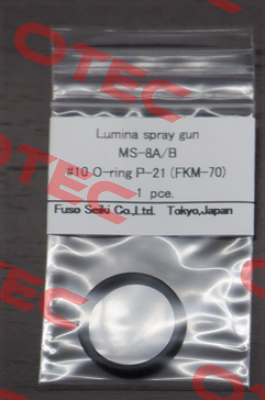 OTEC
Lumina spray gun
MS-8A/B
#10 O-ring P-21 (FKM-70)
1 pce.
Fuso Seiki Co.,Ltd. Tokyo,Japan
OTEC
OTEC